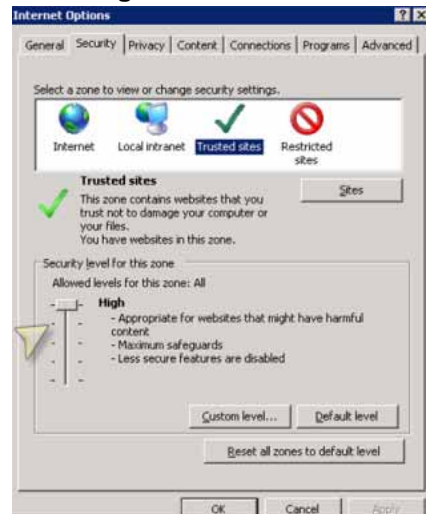 Internet Options
General Security Privacy Content Connections Programs Advanced
Select a zone to view or change security settings.
Internet Local intranet Trusted sites Restricted sites
Trusted sites
Sites
This zone contains websites that you
trust not to damage your computer or
your files.
You have websites in this zone.
Security level for this zone
Allowed levels for this zone: All
High
- Appropriate for websites that might have harmful
content
- Maximum safeguards
- Less secure features are disabled
Custom level... Default level
Reset all zones to default level
OK Cancel Apply